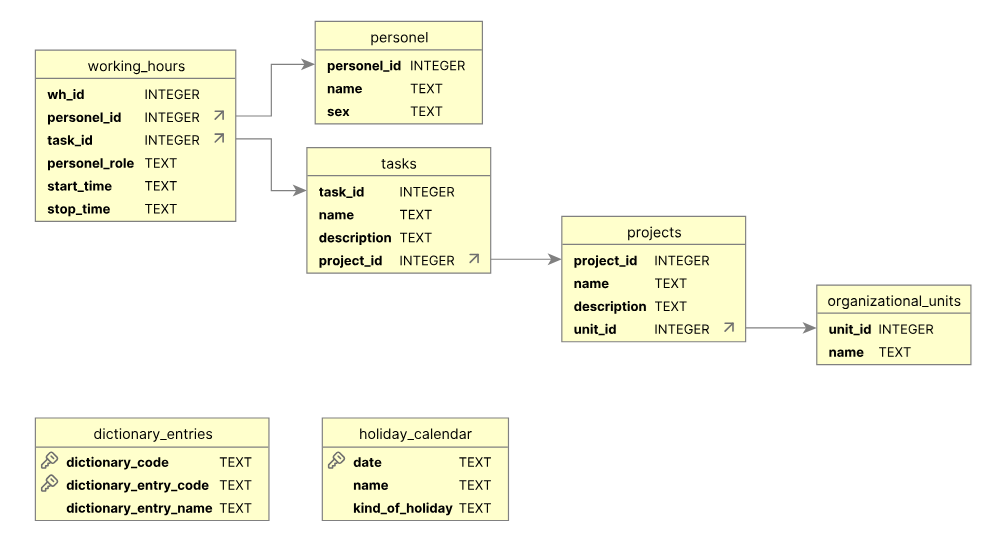 working_hours
wh_id INTEGER
personel_id INTEGER
task_id INTEGER
personel_role TEXT
start_time TEXT
stop_time TEXT
personel
personel_id INTEGER
name TEXT
sex TEXT
tasks
task_id INTEGER
name TEXT
description TEXT
project_id INTEGER
projects
project_id INTEGER
name TEXT
description TEXT
unit_id INTEGER
organizational_units
unit_id INTEGER
name TEXT
dictionary_entries
dictionary_code TEXT
dictionary_entry_code TEXT
dictionary_entry_name TEXT
holiday_calendar
date TEXT
name TEXT
kind_of_holiday TEXT